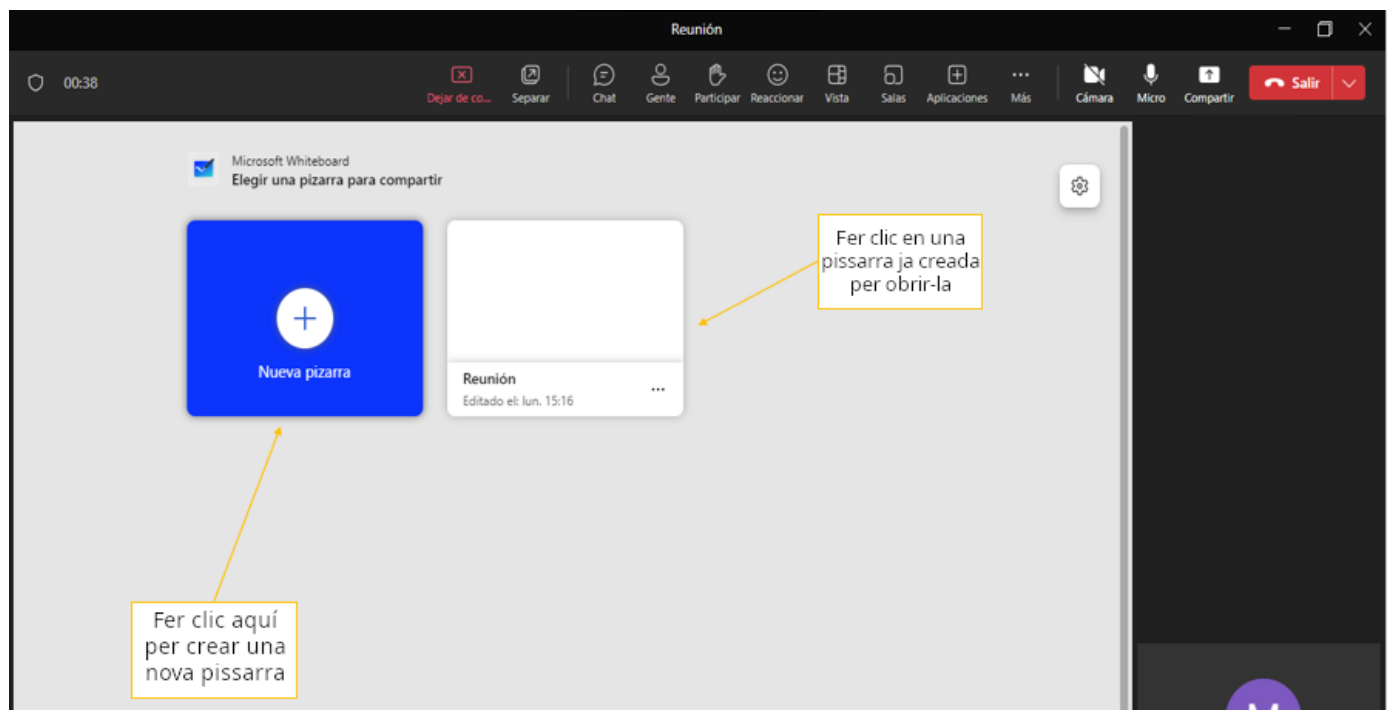 Reunión
00:38
Dejar de co...
Separar
Chat
Gente
Participar
Reaccionar
Vista
Salas
Aplicaciones
Más
Cámara
Micro
Compartir
Salir
Microsoft Whiteboard
Elegir una pizarra para compartir
Fer clic en una
pissarra ja creada
per obrir-la
Nueva pizarra
Reunión
Editado el: lun. 15:16
Fer clic aquí
per crear una
nova pissarra